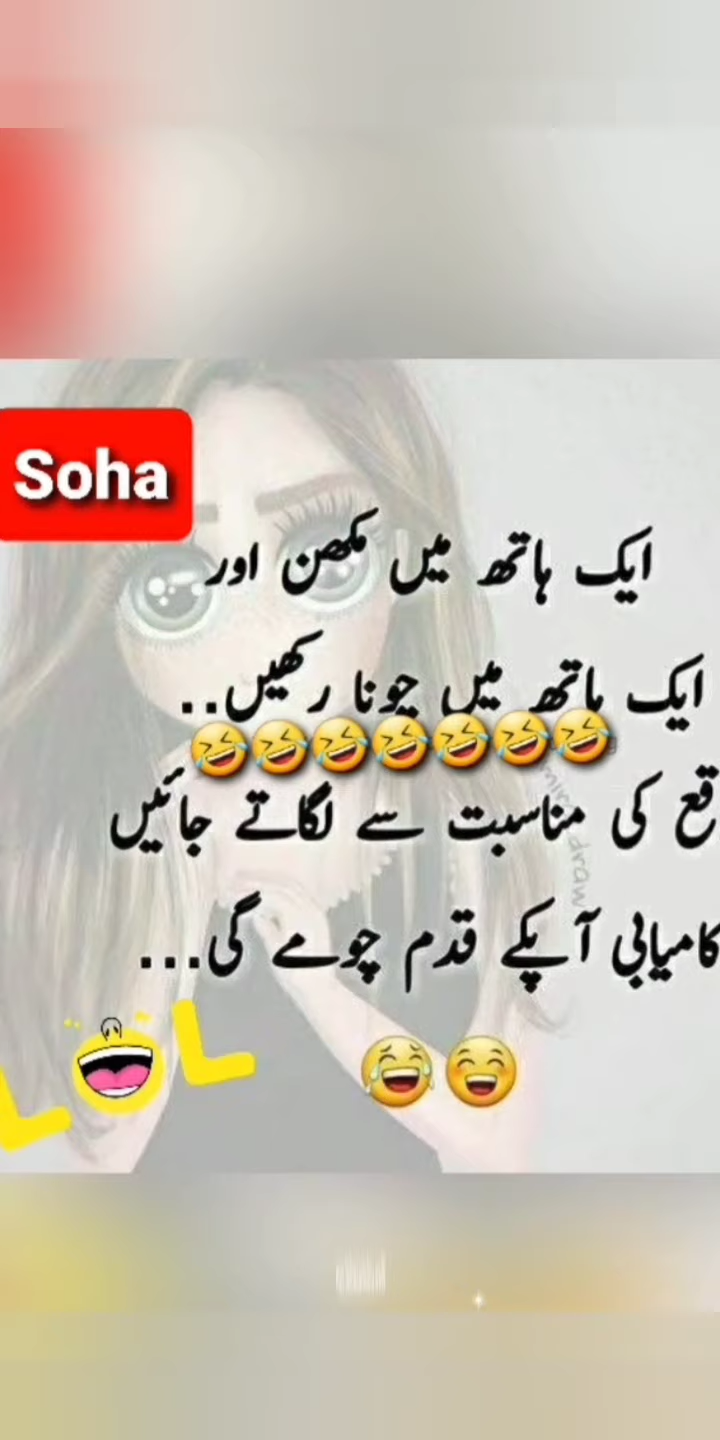 Soha
ایک ہاتھ میں مکھن اور
ایک ہاتھ میں چونا رکھیں..
قع کی مناسبت سے لگاتے جائیں
کامیابی آپکے قدم چومے گی...
LOL